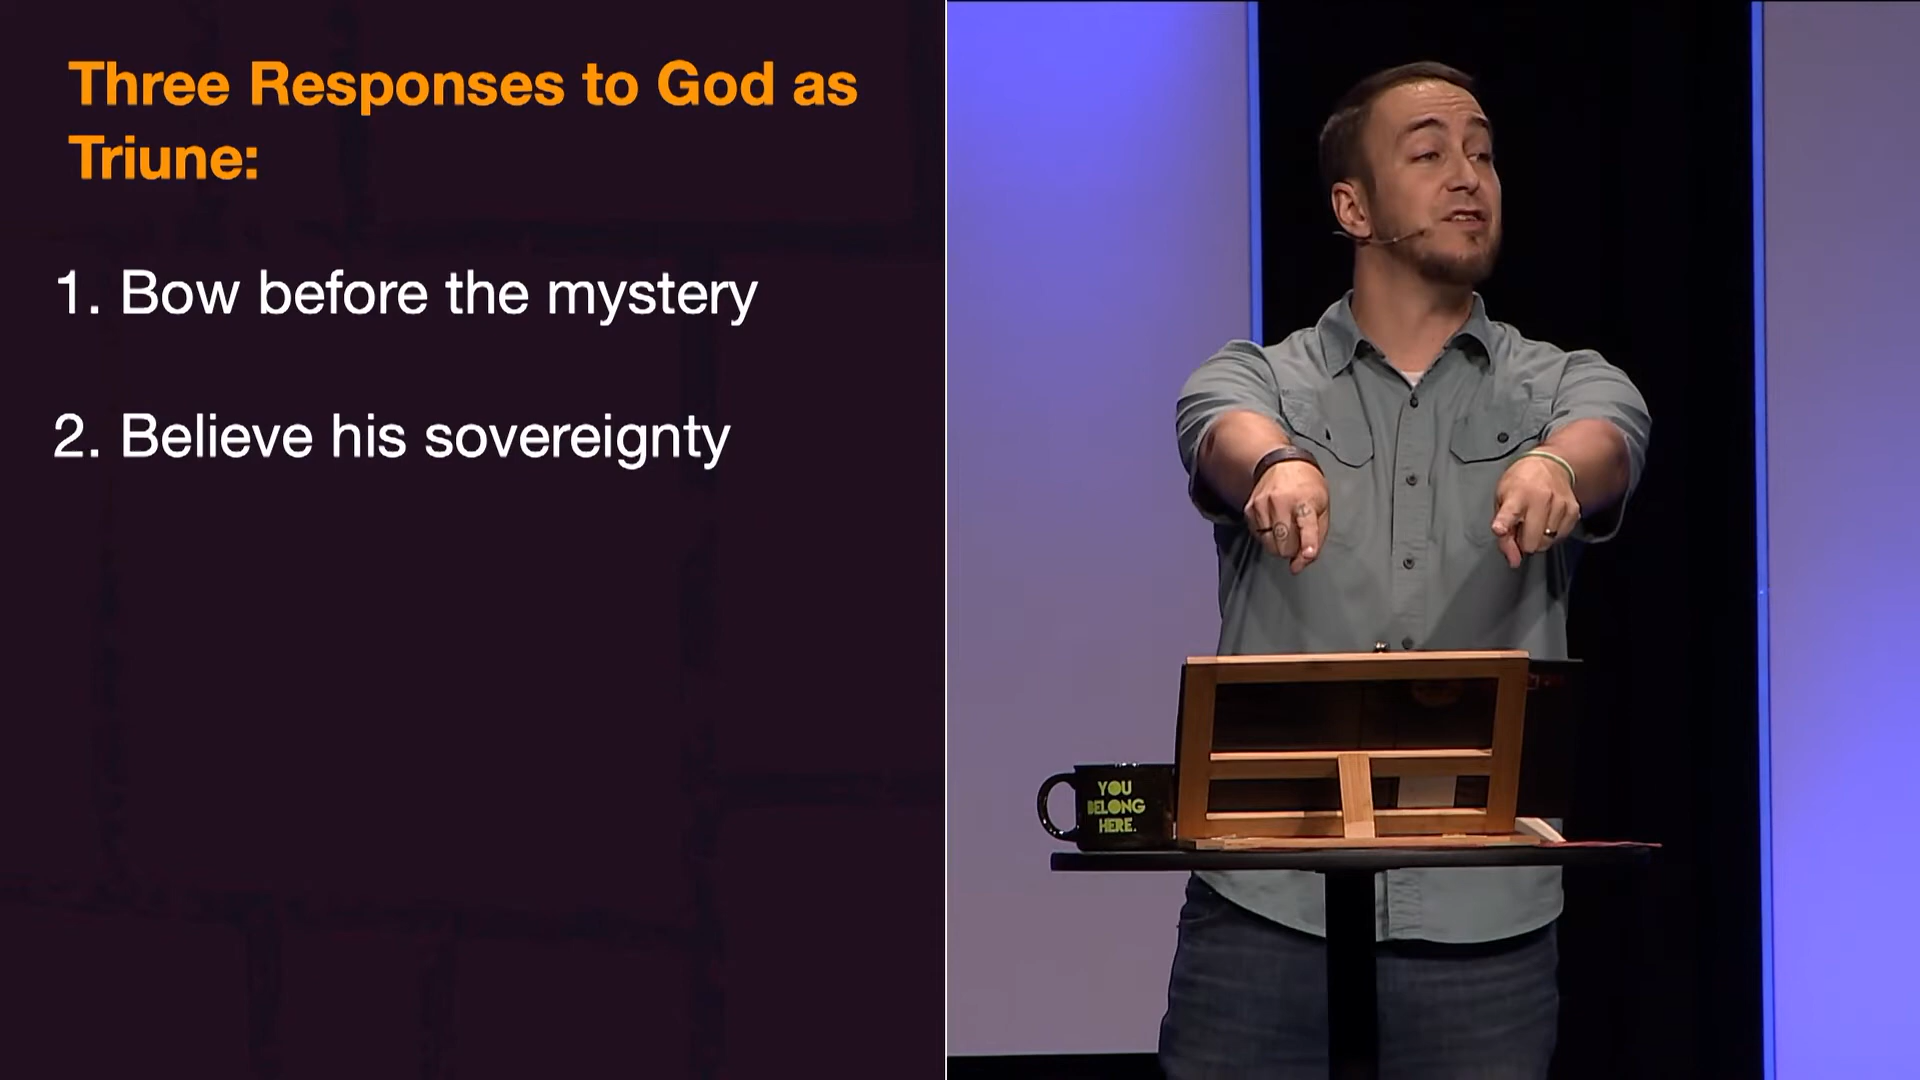 Three Responses to God as
Triune:
1. Bow before the mystery
2. Believe his sovereignty
YOU
BELONG
HERE.